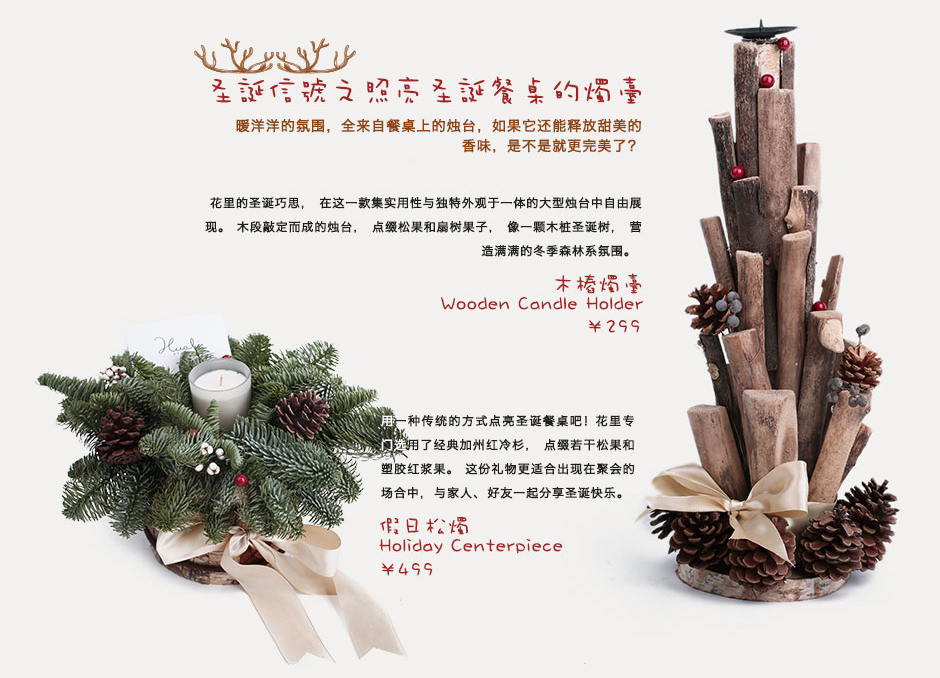 圣誕信號之照亮圣誕餐桌的燭臺
暖洋洋的氛围，全来自餐桌上的烛台，如果它还能释放甜美的
香味，是不是就更完美了？
花里的圣诞巧思， 在这一款集实用性与独特外观于一体的大型烛台中自由展
现。 木段敲定而成的烛台， 点缀松果和扇树果子， 像一颗木桩圣诞树， 营
造满满的冬季森林系氛围。
木樁燭臺
Wooden Candle Holder
￥299
Hua
用一种传统的方式点亮圣诞餐桌吧！花里专
门选用了经典加州红冷杉， 点缀若干松果和
塑胶红浆果。 这份礼物更适合出现在聚会的
场合中，与家人、好友一起分享圣诞快乐。
假日松燭
Holiday Centerpiece
￥499